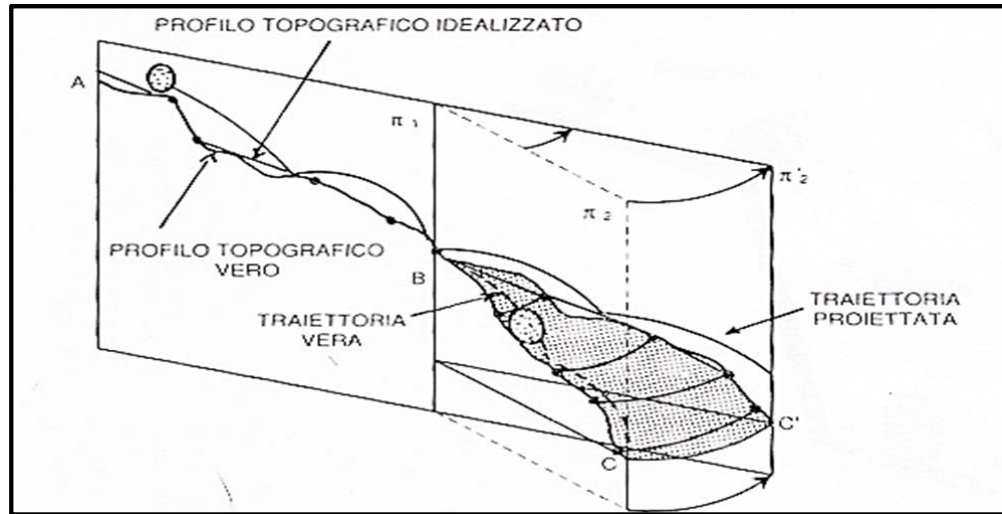 PROFILO TOPOGRAFICO IDEALIZZATO
A
π 1
π'2
π 2
PROFILO TOPOGRAFICO
VERO
B
TRAIETTORIA
VERA
TRAIETTORIA
PROIETTATA
C'
C